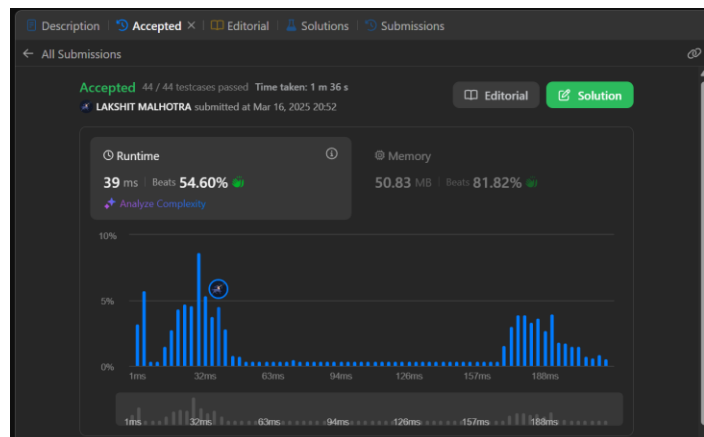 Description Accepted × Editorial Solutions Submissions
← All Submissions
Accepted 44 / 44 testcases passed Time taken: 1 m 36 s
LAKSHIT MALHOTRA submitted at Mar 16, 2025 20:52
Editorial Solution
Runtime
39 ms Beats 54.60%
Analyze Complexity
Memory
50.83 MB Beats 81.82%
10%
5%
0%
1ms 32ms 63ms 94ms 126ms 157ms 188ms
1ms 32ms 63ms 94ms 126ms 157ms 188ms